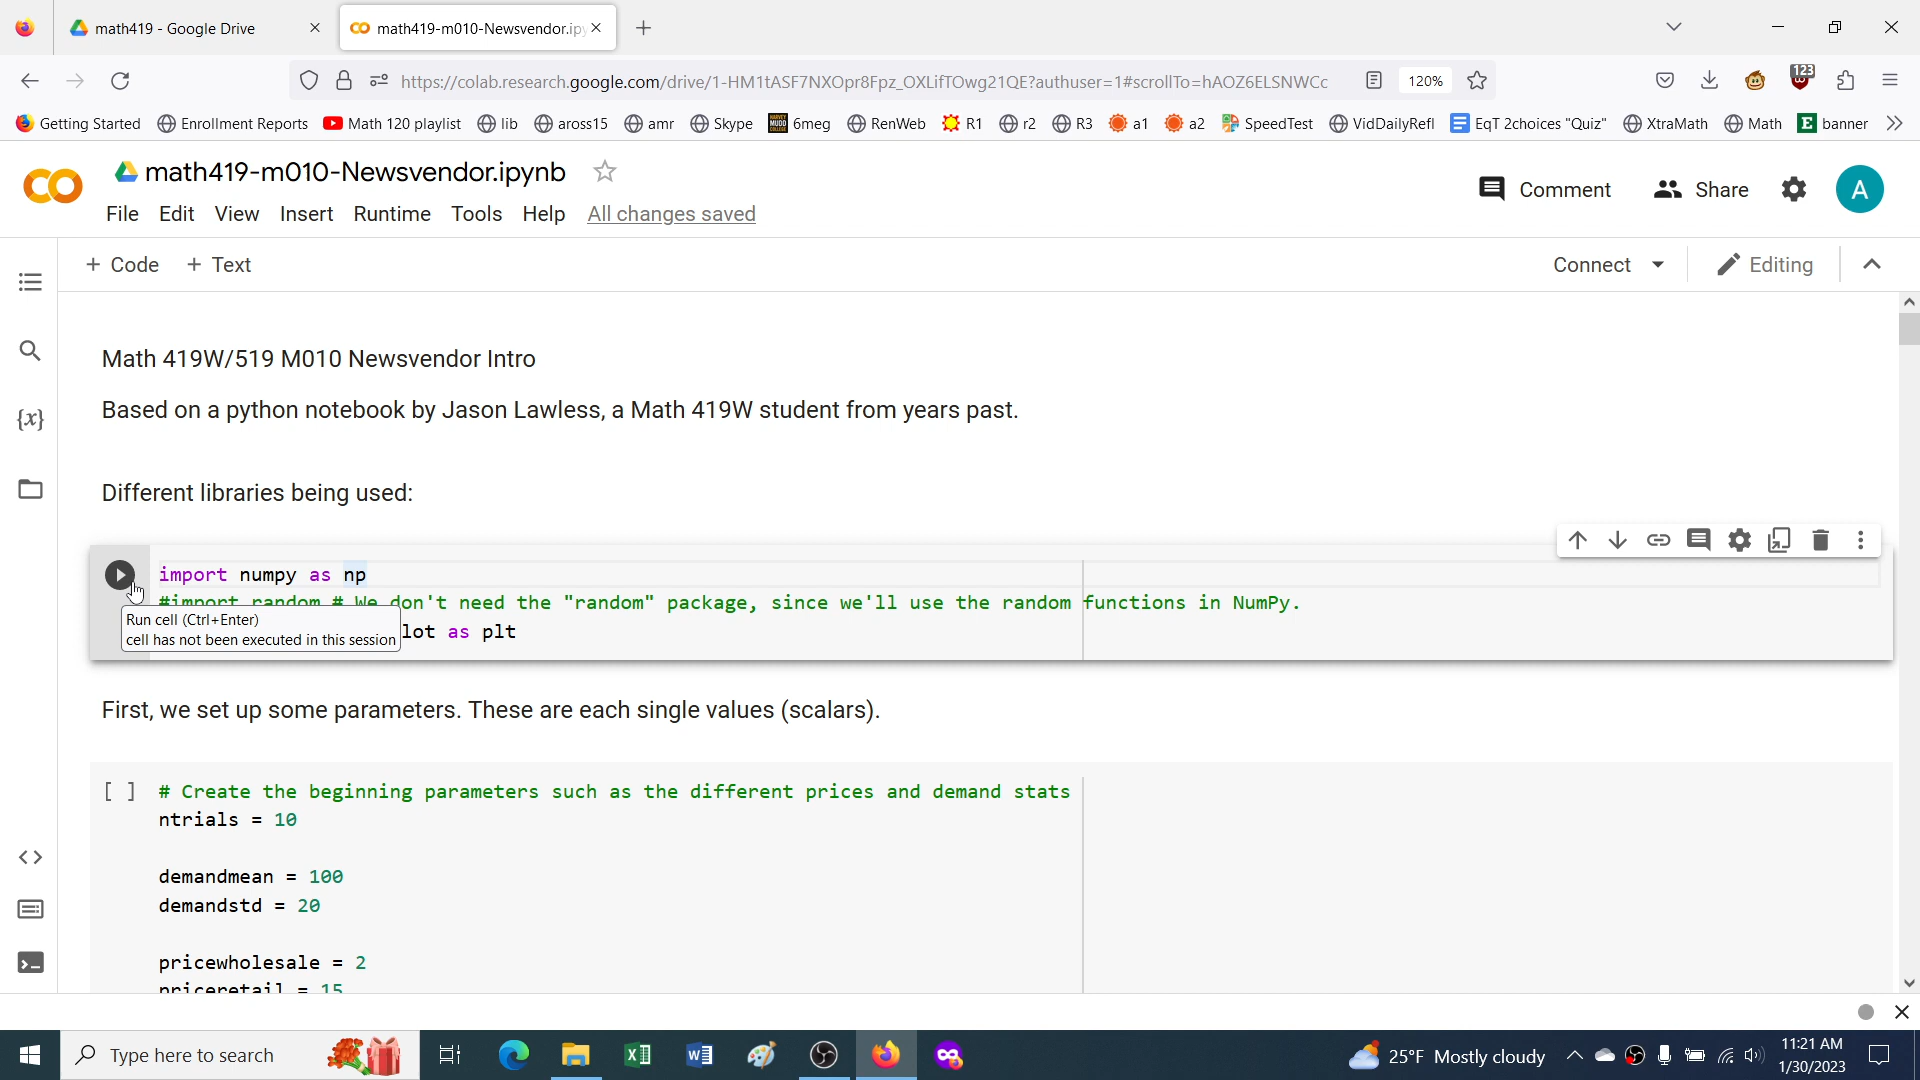 math419 - Google Drive
math419-m010-Newsvendor.ipy
https://colab.research.google.com/drive/1-HM1tASF7NXOpr8Fpz_OXLifTOwg21QE?authuser=1#scrollTo=hAOZ6ELSNWCc
120%
123
Getting Started
Enrollment Reports
Math 120 playlist
lib
aross15
amr
Skype
6meg
RenWeb
R1
r2
R3
a1
a2
SpeedTest
VidDailyRefl
EqT 2choices "Quiz"
XtraMath
Math
banner
math419-m010-Newsvendor.ipynb
Comment
Share
A
File Edit View Insert Runtime Tools Help All changes saved
+ Code + Text
Connect
Editing
Math 419W/519 M010 Newsvendor Intro
Based on a python notebook by Jason Lawless, a Math 419W student from years past.
Different libraries being used:
import numpy as np
#import random # We don't need the "random" package, since we'll use the random functions in NumPy.
Run cell (Ctrl+Enter)
lot as plt
cell has not been executed in this session
First, we set up some parameters. These are each single values (scalars).
[ ] # Create the beginning parameters such as the different prices and demand stats
ntrials = 10
demandmean = 100
demandstd = 20
pricewholesale = 2
priceretail = 15
Type here to search
25°F Mostly cloudy
11:21 AM
1/30/2023